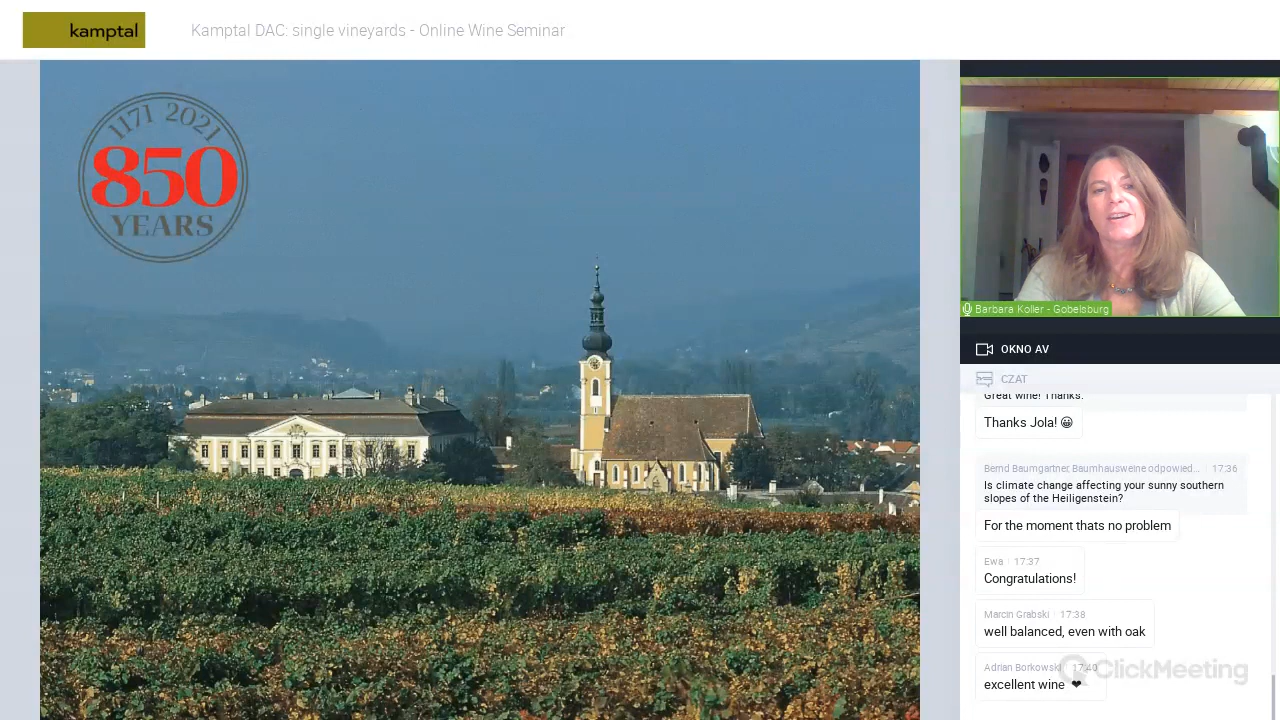 kamptal
Kamptal DAC: single vineyards - Online Wine Seminar
1171 2021
850
YEARS
Barbara Koller - Gobelsburg
OKNO AV
CZAT
Great wine! Thanks.
Thanks Jola! 😀
Bernd Baumgartner, Baumhausweine odpowied... 17:36
Is climate change affecting your sunny southern
slopes of the Heiligenstein?
For the moment thats no problem
Ewa 17:37
Congratulations!
Marcin Grabski 17:38
well balanced, even with oak
Adrian Borkowski 17:40
excellent wine ❤
ClickMeeting